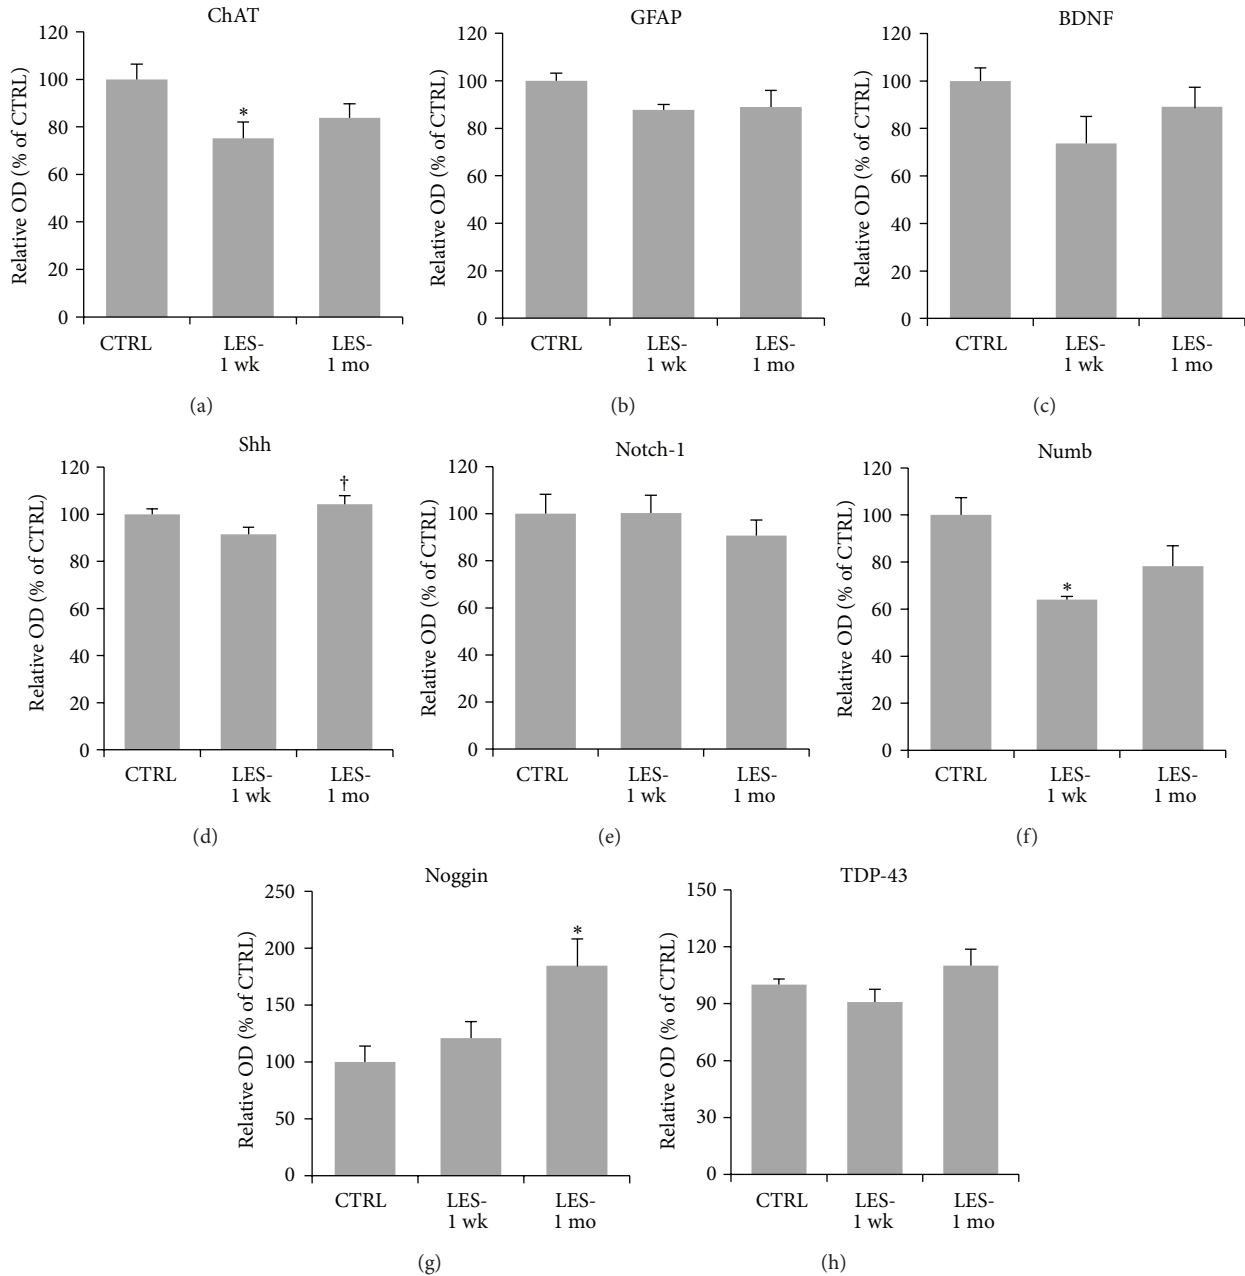 ChAT
Relative OD (% of CTRL)
120
100
80
60
40
20
0
CTRL
LES-
1 wk
LES-
1 mo
(a)
GFAP
Relative OD (% of CTRL)
120
100
80
60
40
20
0
CTRL
LES-
1 wk
LES-
1 mo
(b)
BDNF
Relative OD (% of CTRL)
120
100
80
60
40
20
0
CTRL
LES-
1 wk
LES-
1 mo
(c)
Shh
Relative OD (% of CTRL)
120
100
80
60
40
20
0
*
†
CTRL
LES-
1 wk
LES-
1 mo
(d)
Notch-1
Relative OD (% of CTRL)
120
100
80
60
40
20
0
CTRL
LES-
1 wk
LES-
1 mo
(e)
Numb
Relative OD (% of CTRL)
120
100
80
60
40
20
0
*
CTRL
LES-
1 wk
LES-
1 mo
(f)
Noggin
Relative OD (% of CTRL)
250
200
150
100
50
0
*
CTRL
LES-
1 wk
LES-
1 mo
(g)
TDP-43
Relative OD (% of CTRL)
150
120
90
60
30
0
CTRL
LES-
1 wk
LES-
1 mo
(h)